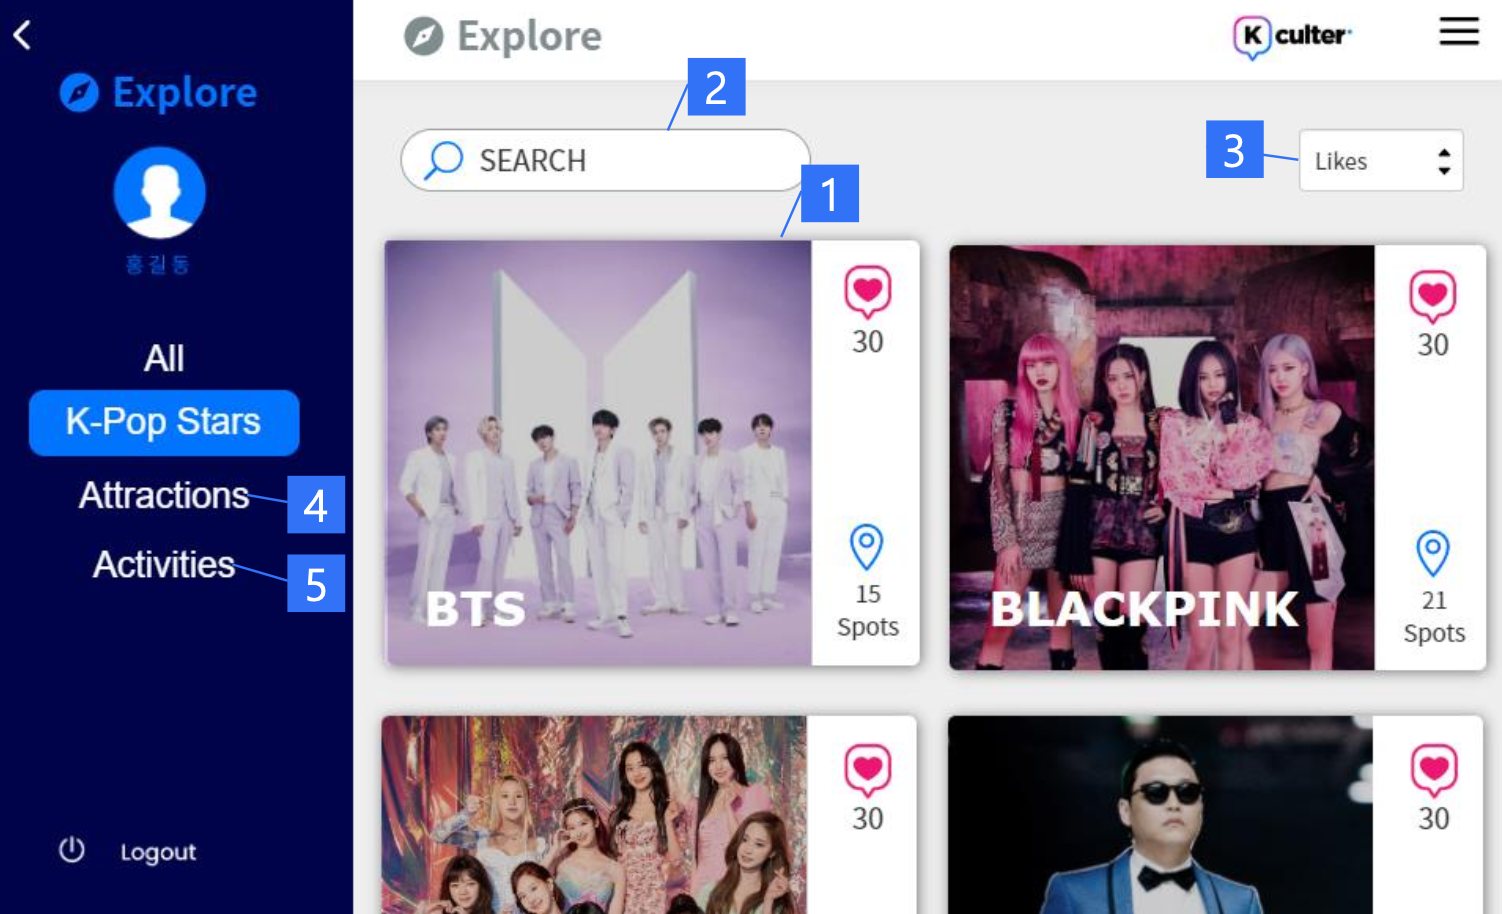 Explore
홍길동
All
K-Pop Stars
Attractions
4
Activities
5
Logout
Explore
K culter
2
SEARCH
3
Likes
1
30
15
Spots
BTS
30
21
Spots
BLACKPINK
30
30